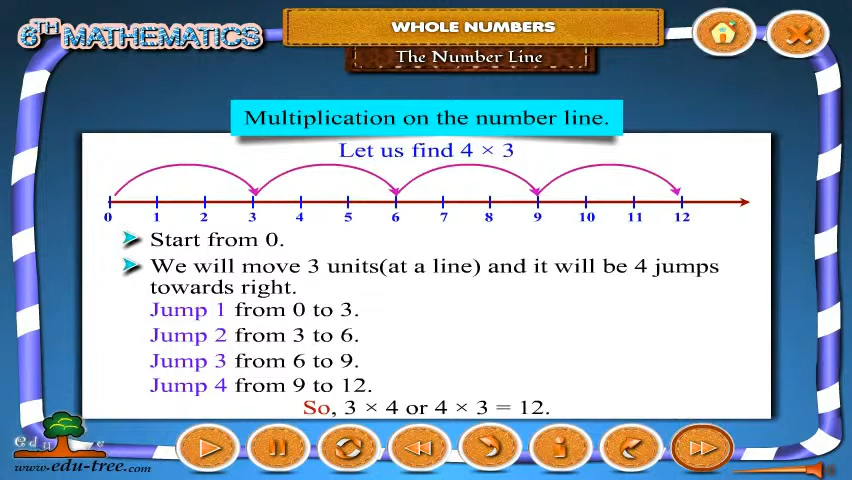 6TH MATHEMATICS
WHOLE NUMBERS
The Number Line
Multiplication on the number line.
Let us find 4 × 3
0 1 2 3 4 5 6 7 8 9 10 11 12
Start from 0.
We will move 3 units(at a line) and it will be 4 jumps
towards right.
Jump 1 from 0 to 3.
Jump 2 from 3 to 6.
Jump 3 from 6 to 9.
Jump 4 from 9 to 12.
So, 3 × 4 or 4 × 3 = 12.
edu e
www.edu-tree.com